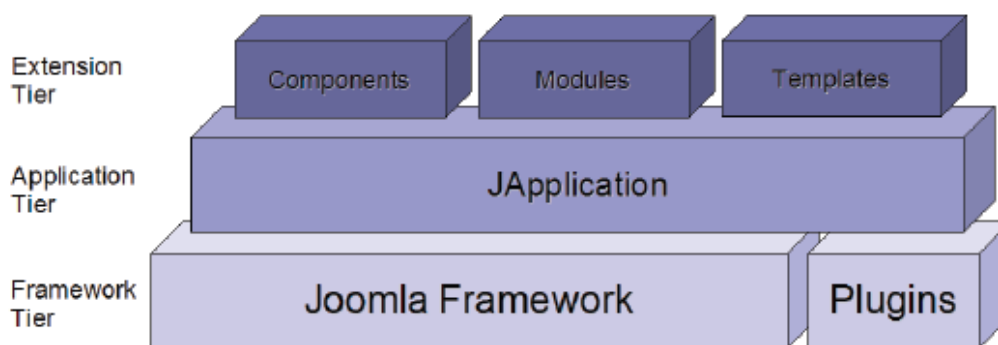 Extension
Tier
Components
Modules
Templates
Application
Tier
JApplication
Framework
Tier
Joomla Framework
Plugins